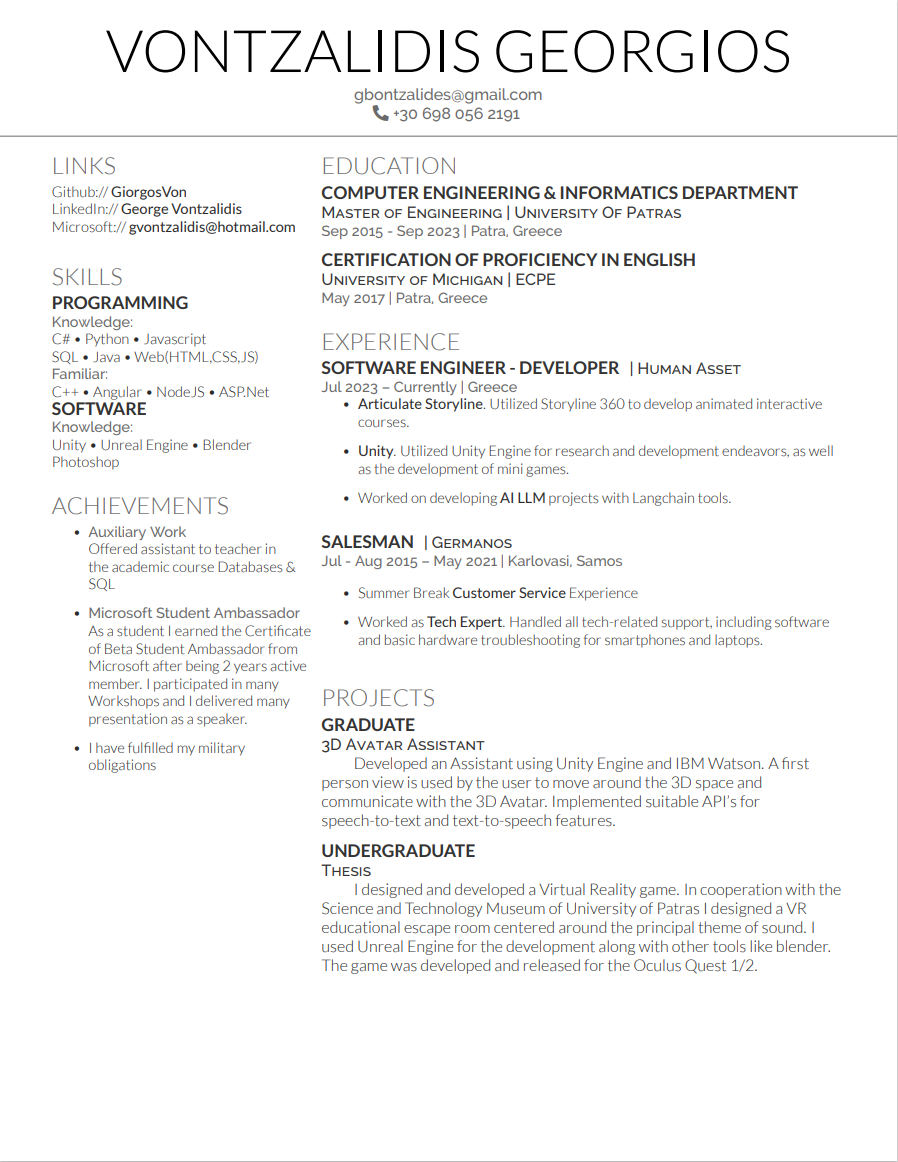 VONTZALIDIS GEORGIOS
gbontzalides@gmail.com
+30 698 056 2191
LINKS
Github:// GiorgosVon
LinkedIn:// George Vontzalidis
Microsoft:// gvontzalidis@hotmail.com
SKILLS
PROGRAMMING
Knowledge:
C# • Python • Javascript
SQL • Java • Web(HTML,CSS,JS)
Familiar:
C++ • Angular • NodeJS • ASP.Net
SOFTWARE
Knowledge:
Unity • Unreal Engine • Blender
Photoshop
ACHIEVEMENTS
• Auxiliary Work
Offered assistant to teacher in
the academic course Databases &
SQL
• Microsoft Student Ambassador
As a student I earned the Certificate
of Beta Student Ambassador from
Microsoft after being 2 years active
member. I participated in many
Workshops and I delivered many
presentation as a speaker.
• I have fulfilled my military
obligations
EDUCATION
COMPUTER ENGINEERING & INFORMATICS DEPARTMENT
Master of Engineering | University Of Patras
Sep 2015 - Sep 2023 | Patra, Greece
CERTIFICATION OF PROFICIENCY IN ENGLISH
University of Michigan | ECPE
May 2017 | Patra, Greece
EXPERIENCE
SOFTWARE ENGINEER - DEVELOPER | Human Asset
Jul 2023 – Currently | Greece
• Articulate Storyline. Utilized Storyline 360 to develop animated interactive
courses.
• Unity. Utilized Unity Engine for research and development endeavors, as well
as the development of mini games.
• Worked on developing AI LLM projects with Langchain tools.
SALESMAN | Germanos
Jul - Aug 2015 – May 2021 | Karlovasi, Samos
• Summer Break Customer Service Experience
• Worked as Tech Expert. Handled all tech-related support, including software
and basic hardware troubleshooting for smartphones and laptops.
PROJECTS
GRADUATE
3D Avatar Assistant
Developed an Assistant using Unity Engine and IBM Watson. A first
person view is used by the user to move around the 3D space and
communicate with the 3D Avatar. Implemented suitable API's for
speech-to-text and text-to-speech features.
UNDERGRADUATE
Thesis
I designed and developed a Virtual Reality game. In cooperation with the
Science and Technology Museum of University of Patras I designed a VR
educational escape room centered around the principal theme of sound. I
used Unreal Engine for the development along with other tools like blender.
The game was developed and released for the Oculus Quest 1/2.